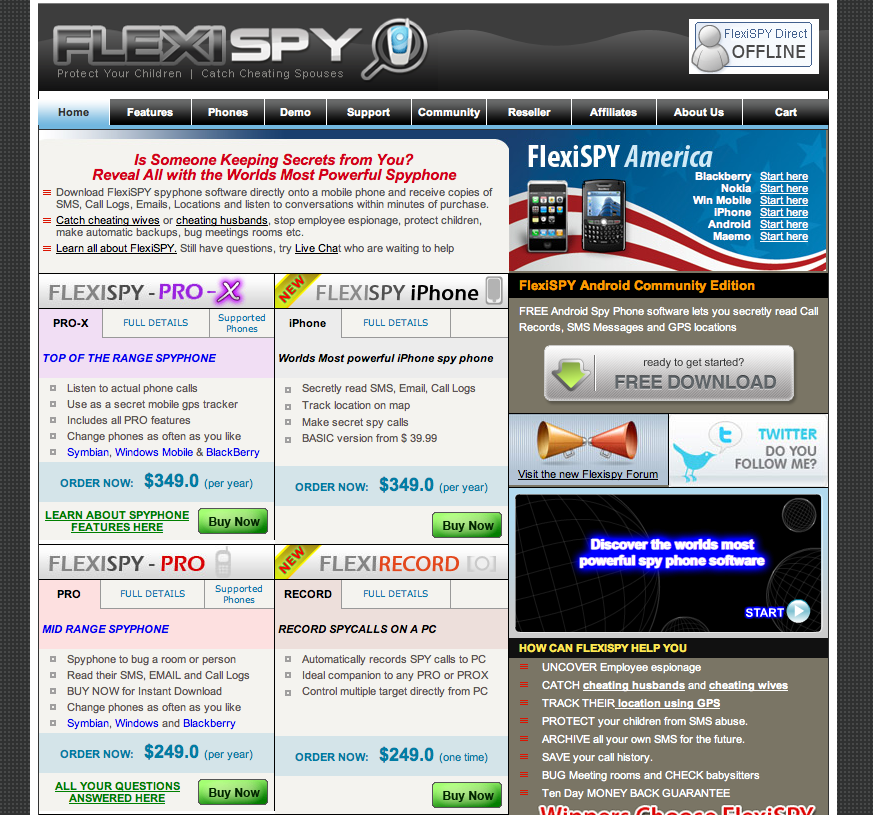 FLEXISPY
Protect Your Children | Catch Cheating Spouses
FlexiSPY Direct
OFFLINE
Home Features Phones Demo Support Community Reseller Affiliates About Us Cart
Is Someone Keeping Secrets from You?
Reveal All with the Worlds Most Powerful Spyphone
Download FlexiSPY spyphone software directly onto a mobile phone and receive copies of
SMS, Call Logs, Emails, Locations and listen to conversations within minutes of purchase.
Catch cheating wives or cheating husbands, stop employee espionage, protect children,
make automatic backups, bug meetings rooms etc.
Learn all about FlexiSPY. Still have questions, try Live Chat who are waiting to help
FlexiSPY America
Blackberry Start here
Nokia Start here
Win Mobile Start here
iPhone Start here
Android Start here
Maemo Start here
FLEXISPY - PRO - X
PRO-X FULL DETAILS Supported
Phones
TOP OF THE RANGE SPYPHONE
Listen to actual phone calls
Use as a secret mobile gps tracker
Includes all PRO features
Change phones as often as you like
Symbian, Windows Mobile & BlackBerry
ORDER NOW: $349.0 (per year)
LEARN ABOUT SPYPHONE
FEATURES HERE
Buy Now
NEW
FLEXISPY iPhone
iPhone FULL DETAILS
Worlds Most powerful iPhone spy phone
Secretly read SMS, Email, Call Logs
Track location on map
Make secret spy calls
BASIC version from $ 39.99
ORDER NOW: $349.0 (per year)
Buy Now
FLEXISPY - PRO
PRO FULL DETAILS Supported
Phones
MID RANGE SPYPHONE
Spyphone to bug a room or person
Read their SMS, EMAIL and Call Logs
BUY NOW for Instant Download
Change phones as often as you like
Symbian, Windows and Blackberry
ORDER NOW: $249.0 (per year)
ALL YOUR QUESTIONS
ANSWERED HERE
Buy Now
NEW
FLEXIRECORD
RECORD FULL DETAILS
RECORD SPYCALLS ON A PC
Automatically records SPY calls to PC
Ideal companion to any PRO or PROX
Control multiple target directly from PC
ORDER NOW: $249.0 (one time)
Buy Now
FlexiSPY Android Community Edition
FREE Android Spy Phone software lets you secretly read Call
Records, SMS Messages and GPS locations
ready to get started?
FREE DOWNLOAD
Visit the new Flexispy Forum
t
TWITTER
DO YOU
FOLLOW ME?
Discover the worlds most
powerful spy phone software
START
HOW CAN FLEXISPY HELP YOU
UNCOVER Employee espionage
CATCH cheating husbands and cheating wives
TRACK THEIR location using GPS
PROTECT your children from SMS abuse.
ARCHIVE all your own SMS for the future.
SAVE your call history.
BUG Meeting rooms and CHECK babysitters
Ten Day MONEY BACK GUARANTEE
Winners Choose FlexiSPY